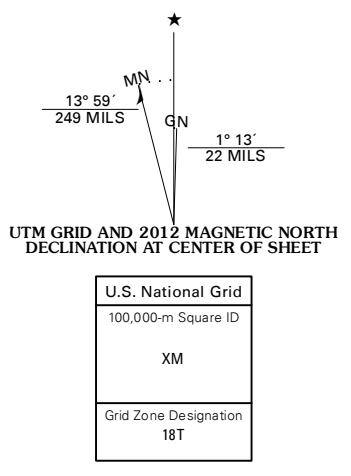 ★
MN
GN
13° 59´
249 MILS
1° 13´
22 MILS
UTM GRID AND 2012 MAGNETIC NORTH
DECLINATION AT CENTER OF SHEET
U.S. National Grid
100,000-m Square ID
XM
Grid Zone Designation
18T